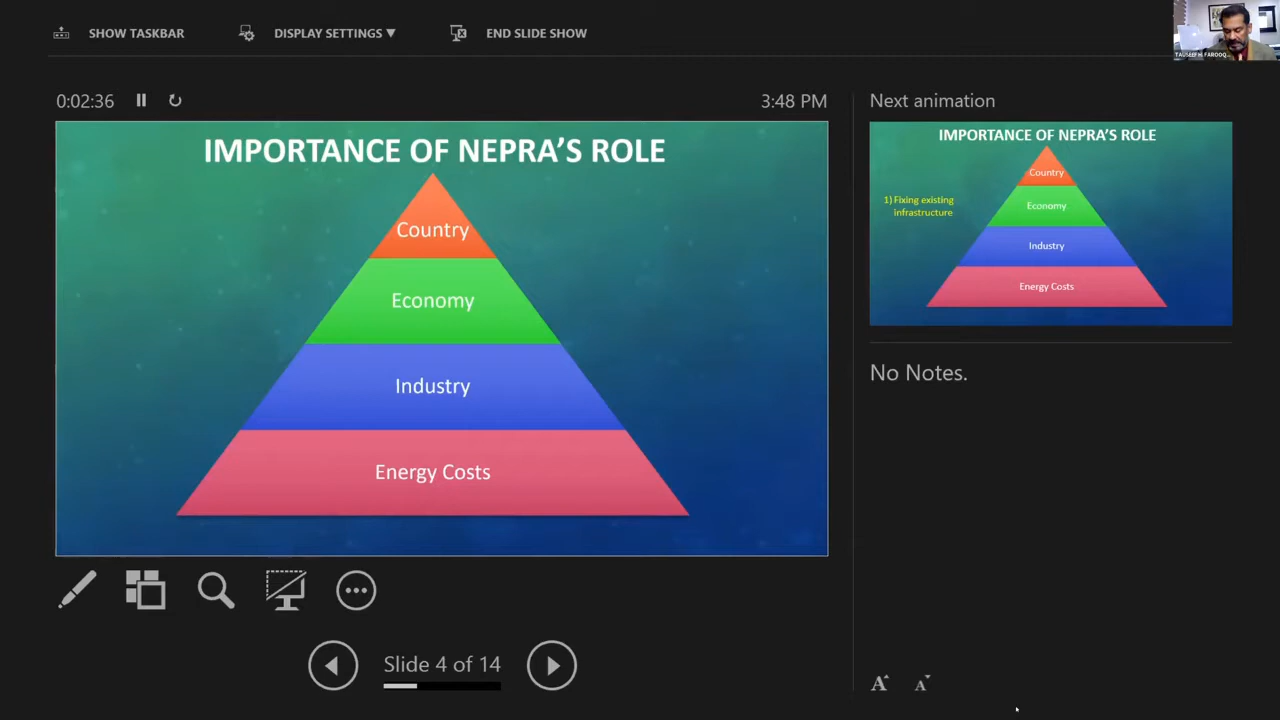 SHOW TASKBAR
DISPLAY SETTINGS ▼
END SLIDE SHOW
0:02:36
3:48 PM
IMPORTANCE OF NEPRA'S ROLE
Country
Economy
Industry
Energy Costs
Slide 4 of 14
Next animation
IMPORTANCE OF NEPRA'S ROLE
Country
1) Fixing existing
infrastructure
Economy
Industry
Energy Costs
No Notes.
A A